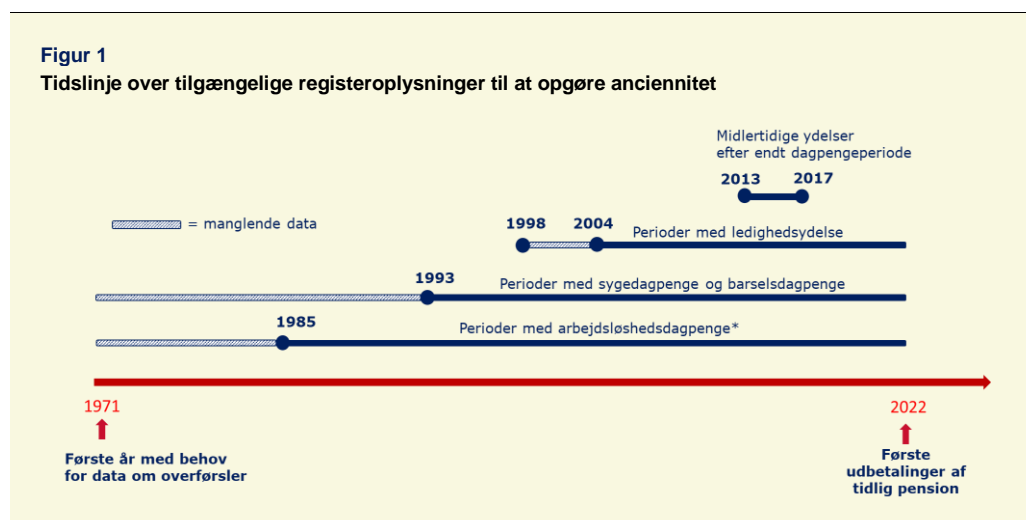 Figur 1
Tidslinje over tilgængelige registeroplysninger til at opgøre anciennitet
Midlertidige ydelser
efter endt dagpengeperiode
2013 2017
= manglende data
1998 2004
Perioder med ledighedsydelse
1993
Perioder med sygedagpenge og barselsdagpenge
1985
Perioder med arbejdsløshedsdagpenge*
1971
2022
Første år med behov
for data om overførsler
Første
udbetalinger af
tidlig pension